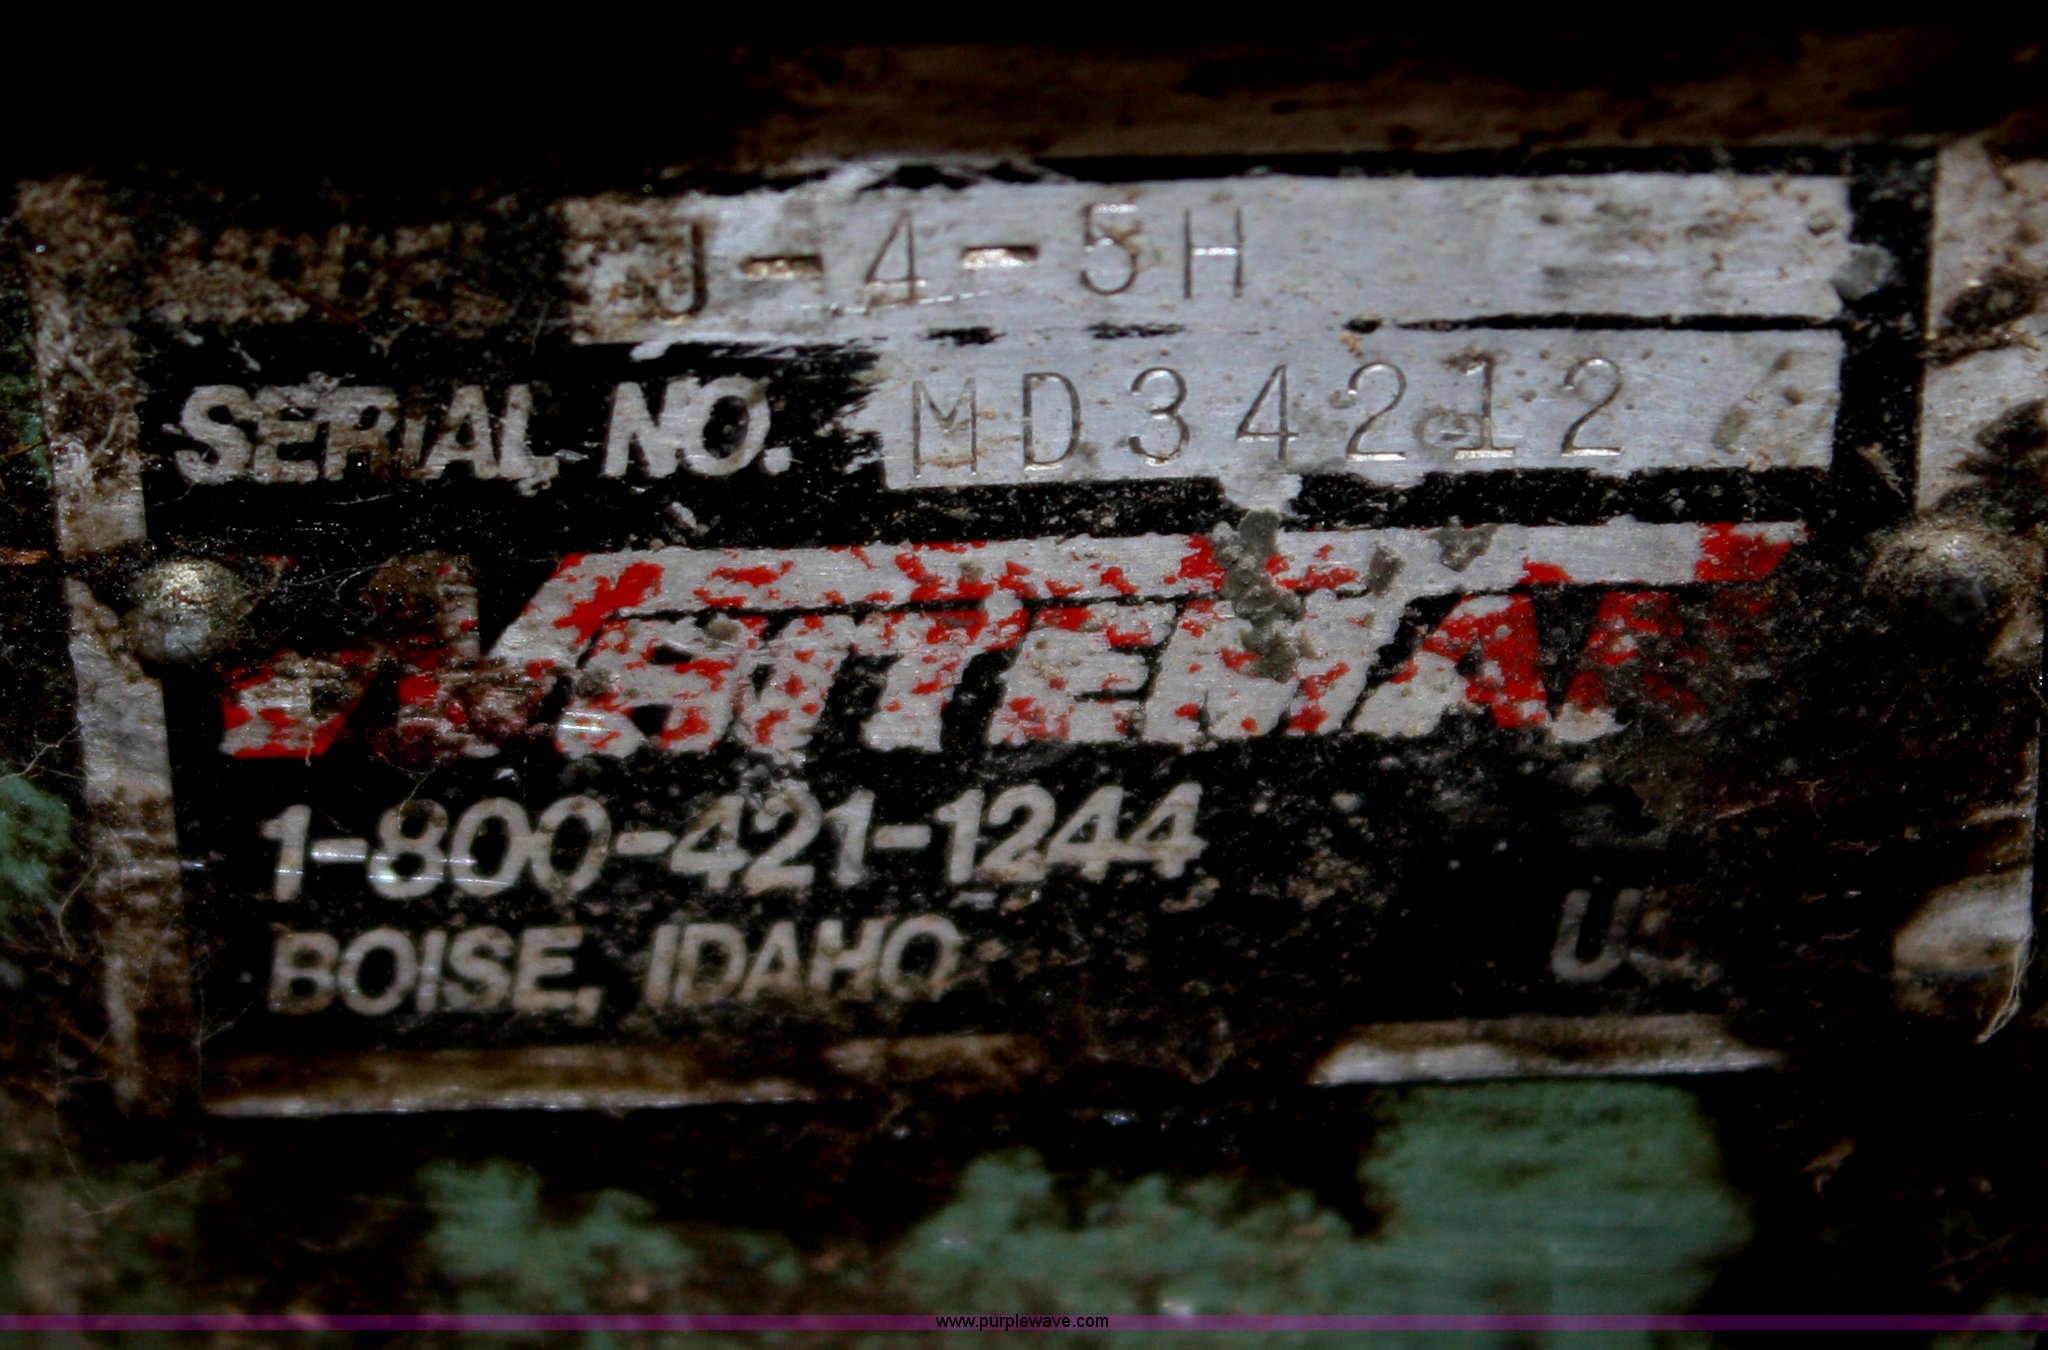 J-4-5H
SERIAL NO. MD34212
1-800-421-1244
BOISE, IDAHO
www.purplewave.com